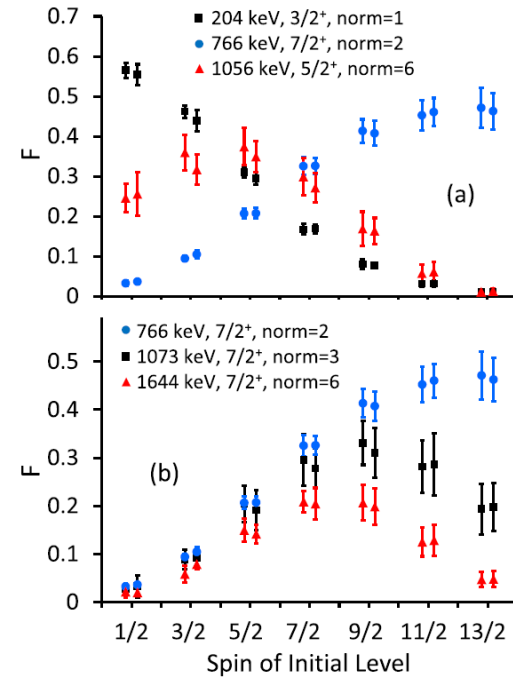 0.7
0.6
0.5
0.4
0.3
0.2
0.1
0
F
204 keV, 3/2⁺, norm=1
766 keV, 7/2⁺, norm=2
1056 keV, 5/2⁺, norm=6
(a)
0.5
0.4
0.3
0.2
0.1
0
F
766 keV, 7/2⁺, norm=2
1073 keV, 7/2⁺, norm=3
1644 keV, 7/2⁺, norm=6
(b)
1/2 3/2 5/2 7/2 9/2 11/2 13/2
Spin of Initial Level